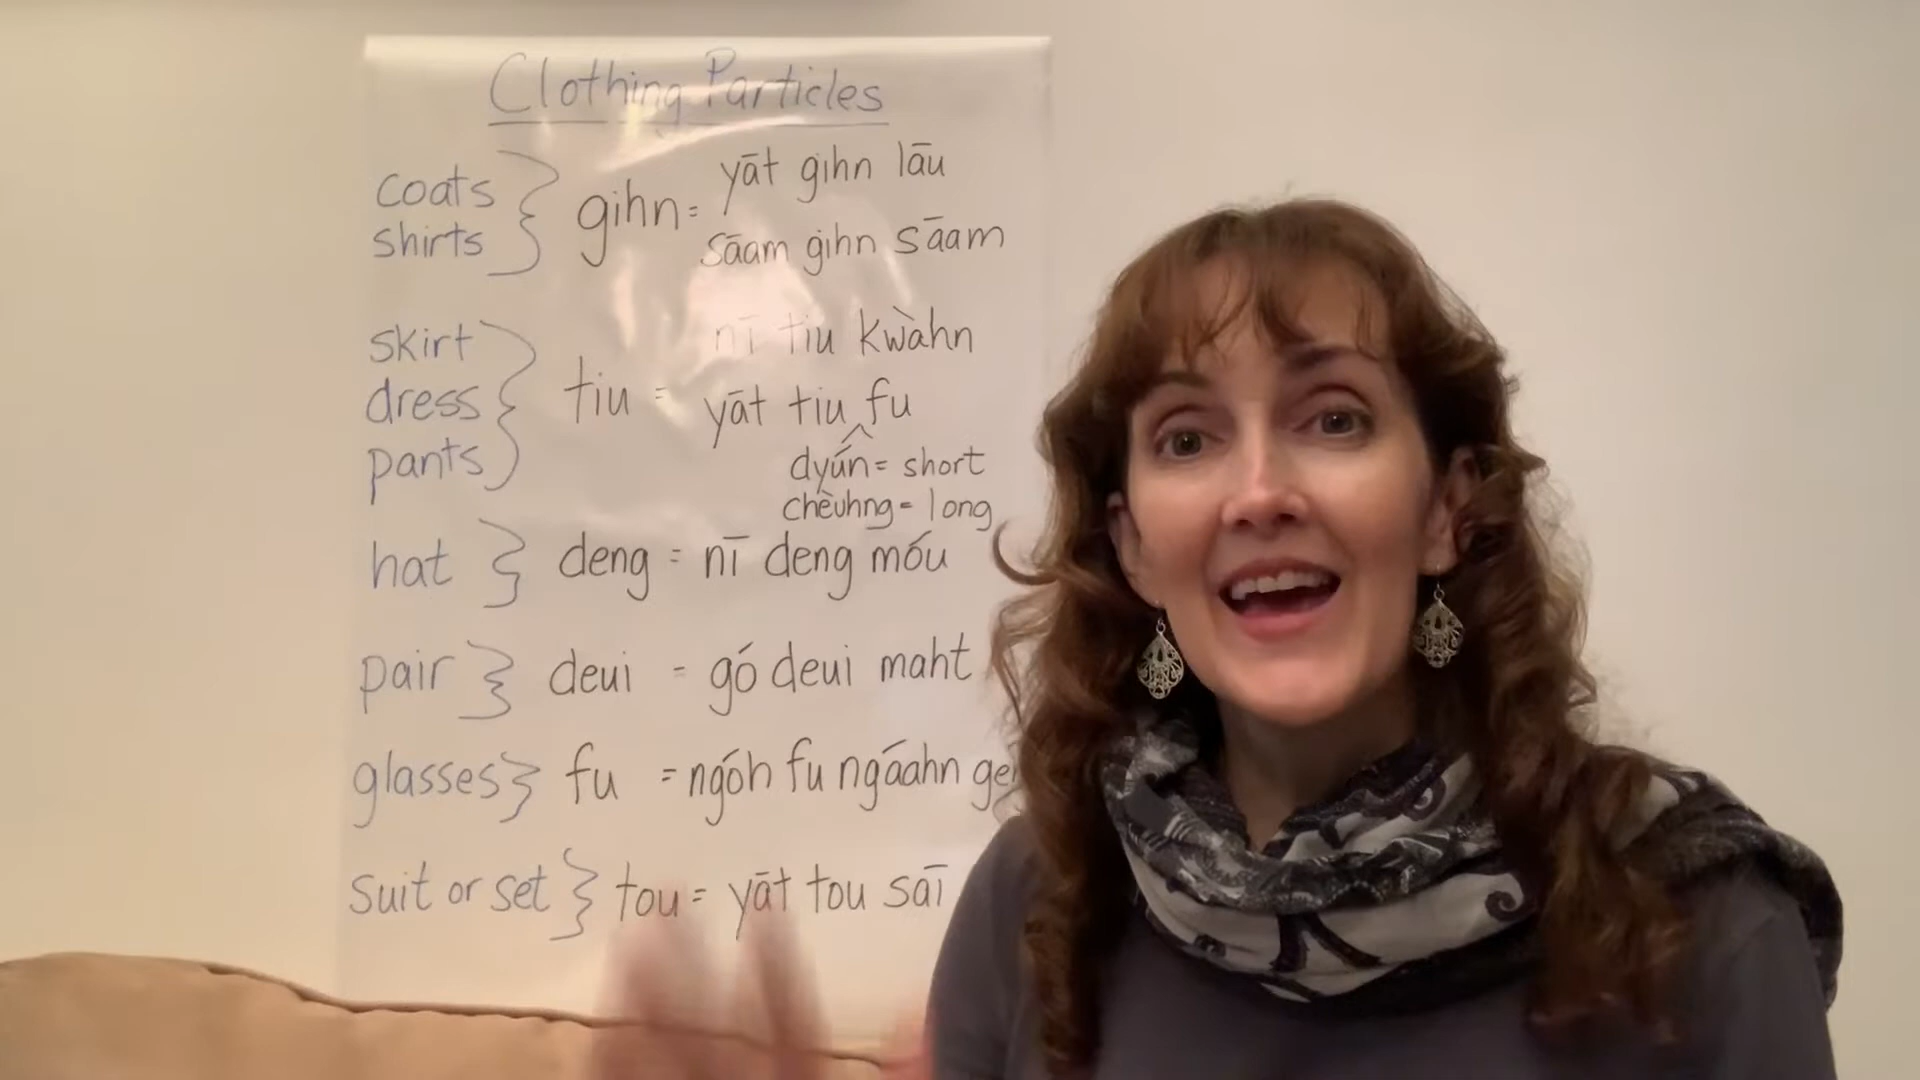 Clothing Particles
coats
shirts } gihn = yāt gihn lāu
sāam gihn sāam
skirt
dress
pants } tiu = nī tiu kwàhn
yāt tiu ^ fu
dyún = short
chèuhng = long
hat } deng = nī deng móu
pair } deui = gó deui maht
glasses } fu = ngóh fu ngáahn
suit or set } tou = yāt tou sāi